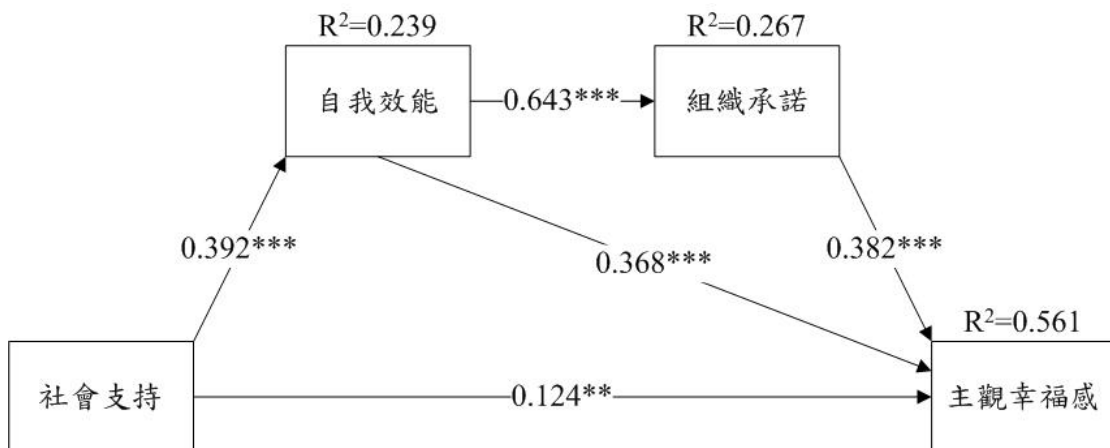 R²=0.239
R²=0.267
自我效能
0.643***
組織承諾
0.392***
0.368***
0.382***
R²=0.561
社會支持
0.124**
主觀幸福感